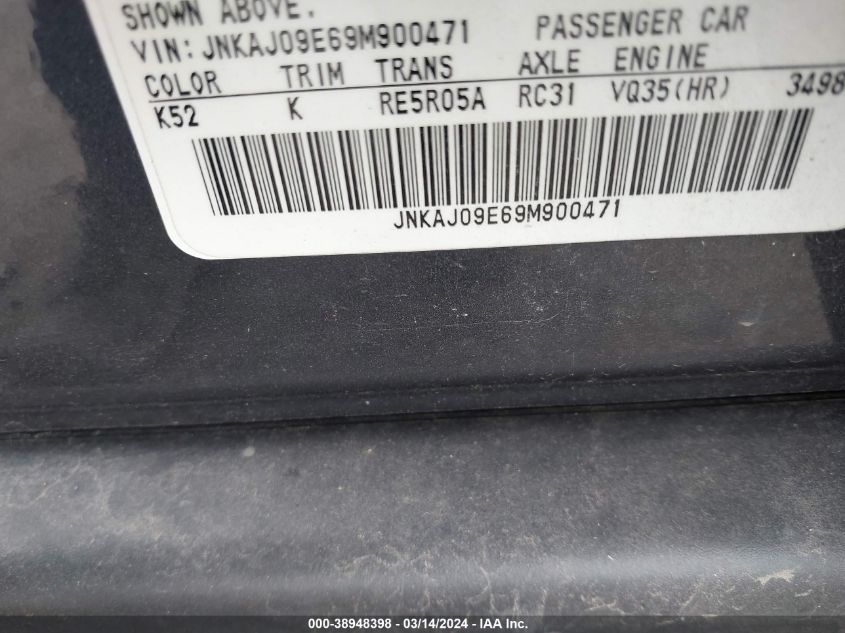 SHOWN ABOVE.
VIN: JNKAJ09E69M900471 PASSENGER CAR
COLOR TRIM TRANS AXLE ENGINE
K52 K RE5R05A RC31 VQ35(HR) 3498
JNKAJ09E69M900471
000-38948398 - 03/14/2024 - IAA Inc.